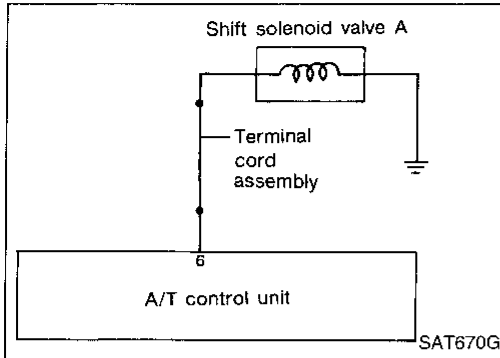 Shift solenoid valve A
Terminal
cord
assembly
6
A/T control unit
SAT670G